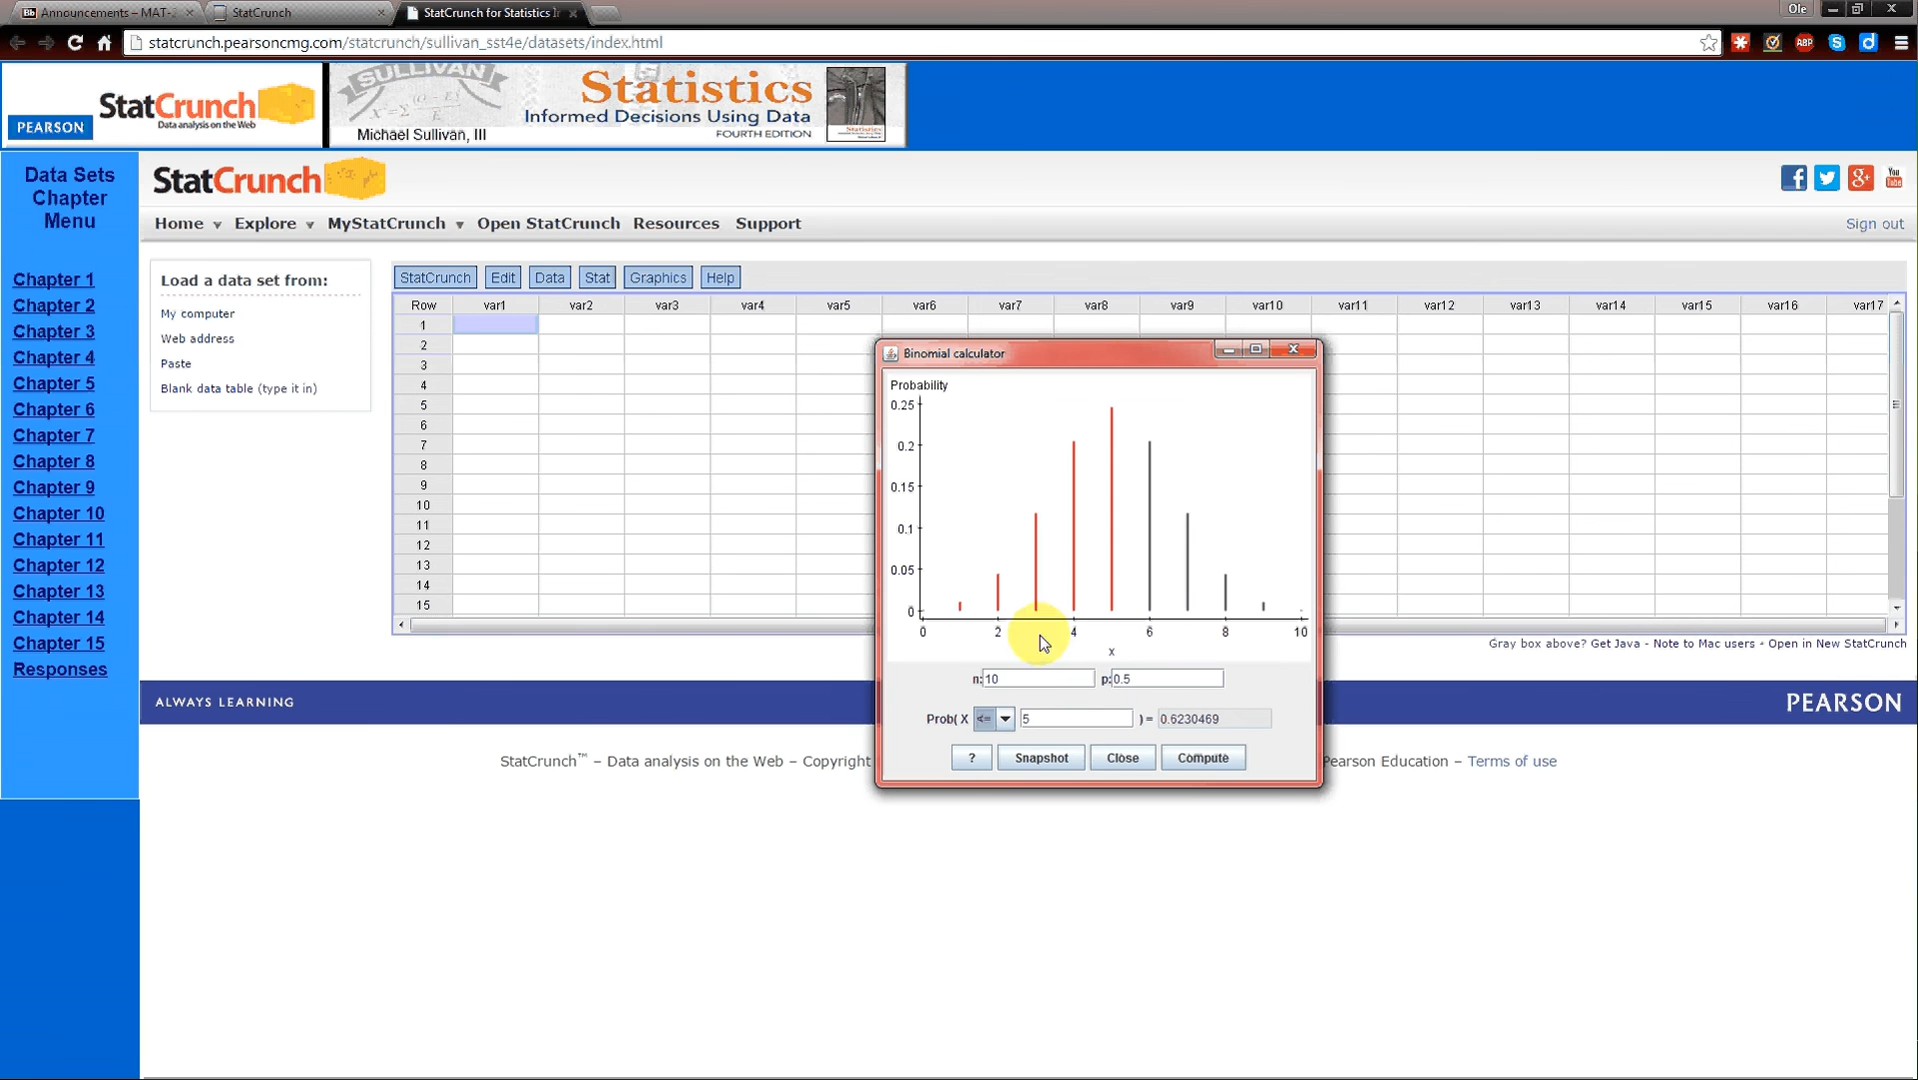 Bb Announcements – MAT-
StatCrunch
StatCrunch for Statistics I
Ole
statcrunch.pearsoncmg.com/statcrunch/sullivan_sst4e/datasets/index.html
ABP
PEARSON
StatCrunch
Data analysis on the Web
SULLIVAN
Michael Sullivan, III
Statistics
Informed Decisions Using Data
FOURTH EDITION
Data Sets
Chapter
Menu
Chapter 1
Chapter 2
Chapter 3
Chapter 4
Chapter 5
Chapter 6
Chapter 7
Chapter 8
Chapter 9
Chapter 10
Chapter 11
Chapter 12
Chapter 13
Chapter 14
Chapter 15
Responses
StatCrunch
You
Tube
Home Explore MyStatCrunch Open StatCrunch Resources Support
Sign out
Load a data set from:
My computer
Web address
Paste
Blank data table (type it in)
StatCrunch Edit Data Stat Graphics Help
Row var1 var2 var3 var4 var5 var6 var7 var8 var9 var10 var11 var12 var13 var14 var15 var16 var17
1
2
3
4
5
6
7
8
9
10
11
12
13
14
15
Binomial calculator
Probability
0.25
0.2
0.15
0.1
0.05
0
0 2 4 6 8 10
x
n: 10 p: 0.5
Prob( X <= 5 ) = 0.6230469
? Snapshot Close Compute
Gray box above? Get Java - Note to Mac users - Open in New StatCrunch
ALWAYS LEARNING
PEARSON
StatCrunch™ – Data analysis on the Web – Copyright
Pearson Education – Terms of use